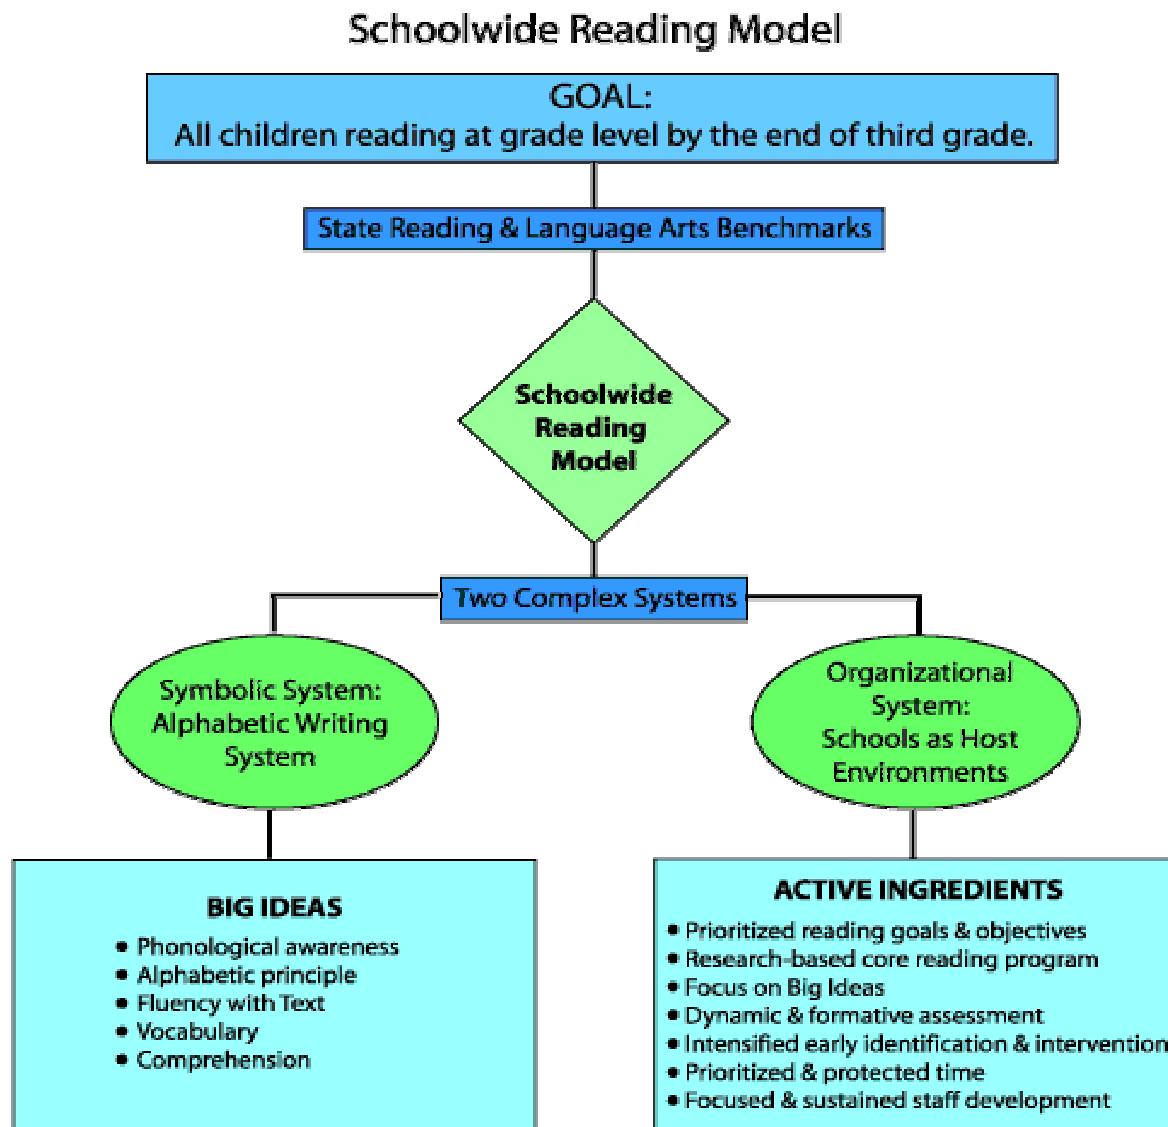 Schoolwide Reading Model
GOAL:
All children reading at grade level by the end of third grade.
State Reading & Language Arts Benchmarks
Schoolwide
Reading
Model
Two Complex Systems
Symbolic System:
Alphabetic Writing
System
Organizational
System:
Schools as Host
Environments
BIG IDEAS
• Phonological awareness
• Alphabetic principle
• Fluency with Text
• Vocabulary
• Comprehension
ACTIVE INGREDIENTS
• Prioritized reading goals & objectives
• Research-based core reading program
• Focus on Big Ideas
• Dynamic & formative assessment
• Intensified early identification & intervention
• Prioritized & protected time
• Focused & sustained staff development